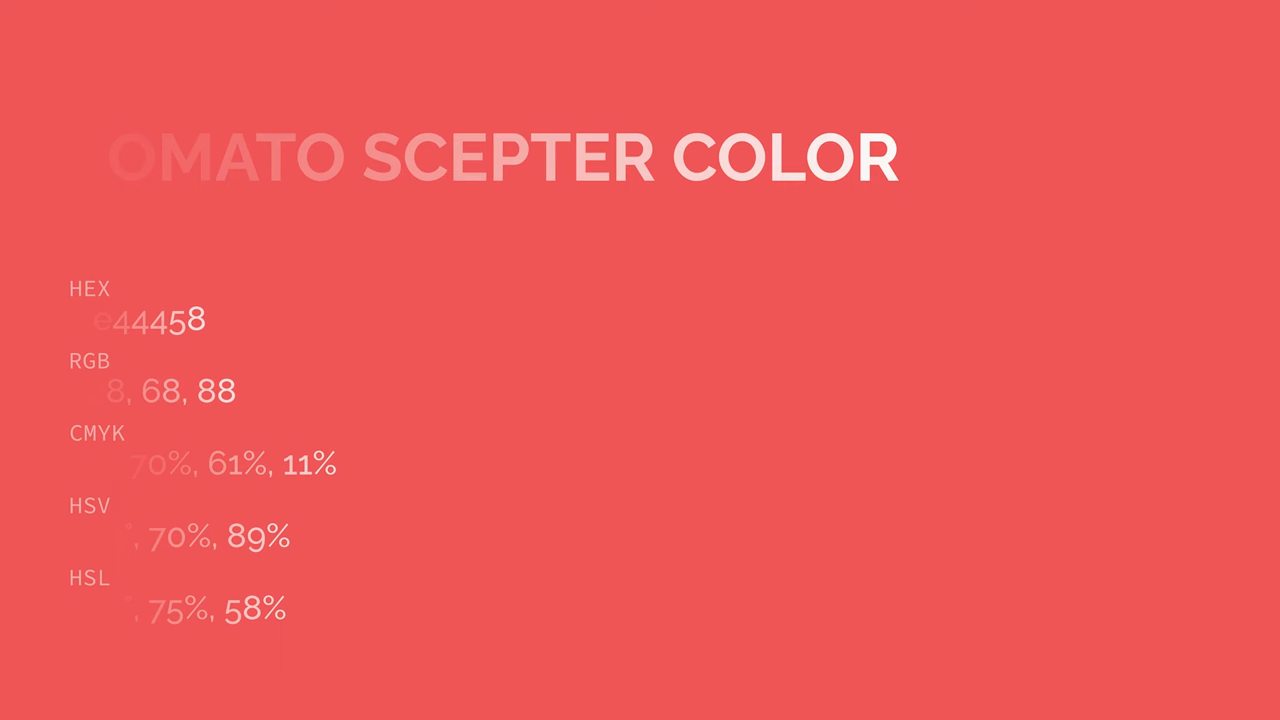 OMATO SCEPTER COLOR
HEX
e44458
RGB
8, 68, 88
CMYK
70%, 61%, 11%
HSV
°, 70%, 89%
HSL
°, 75%, 58%